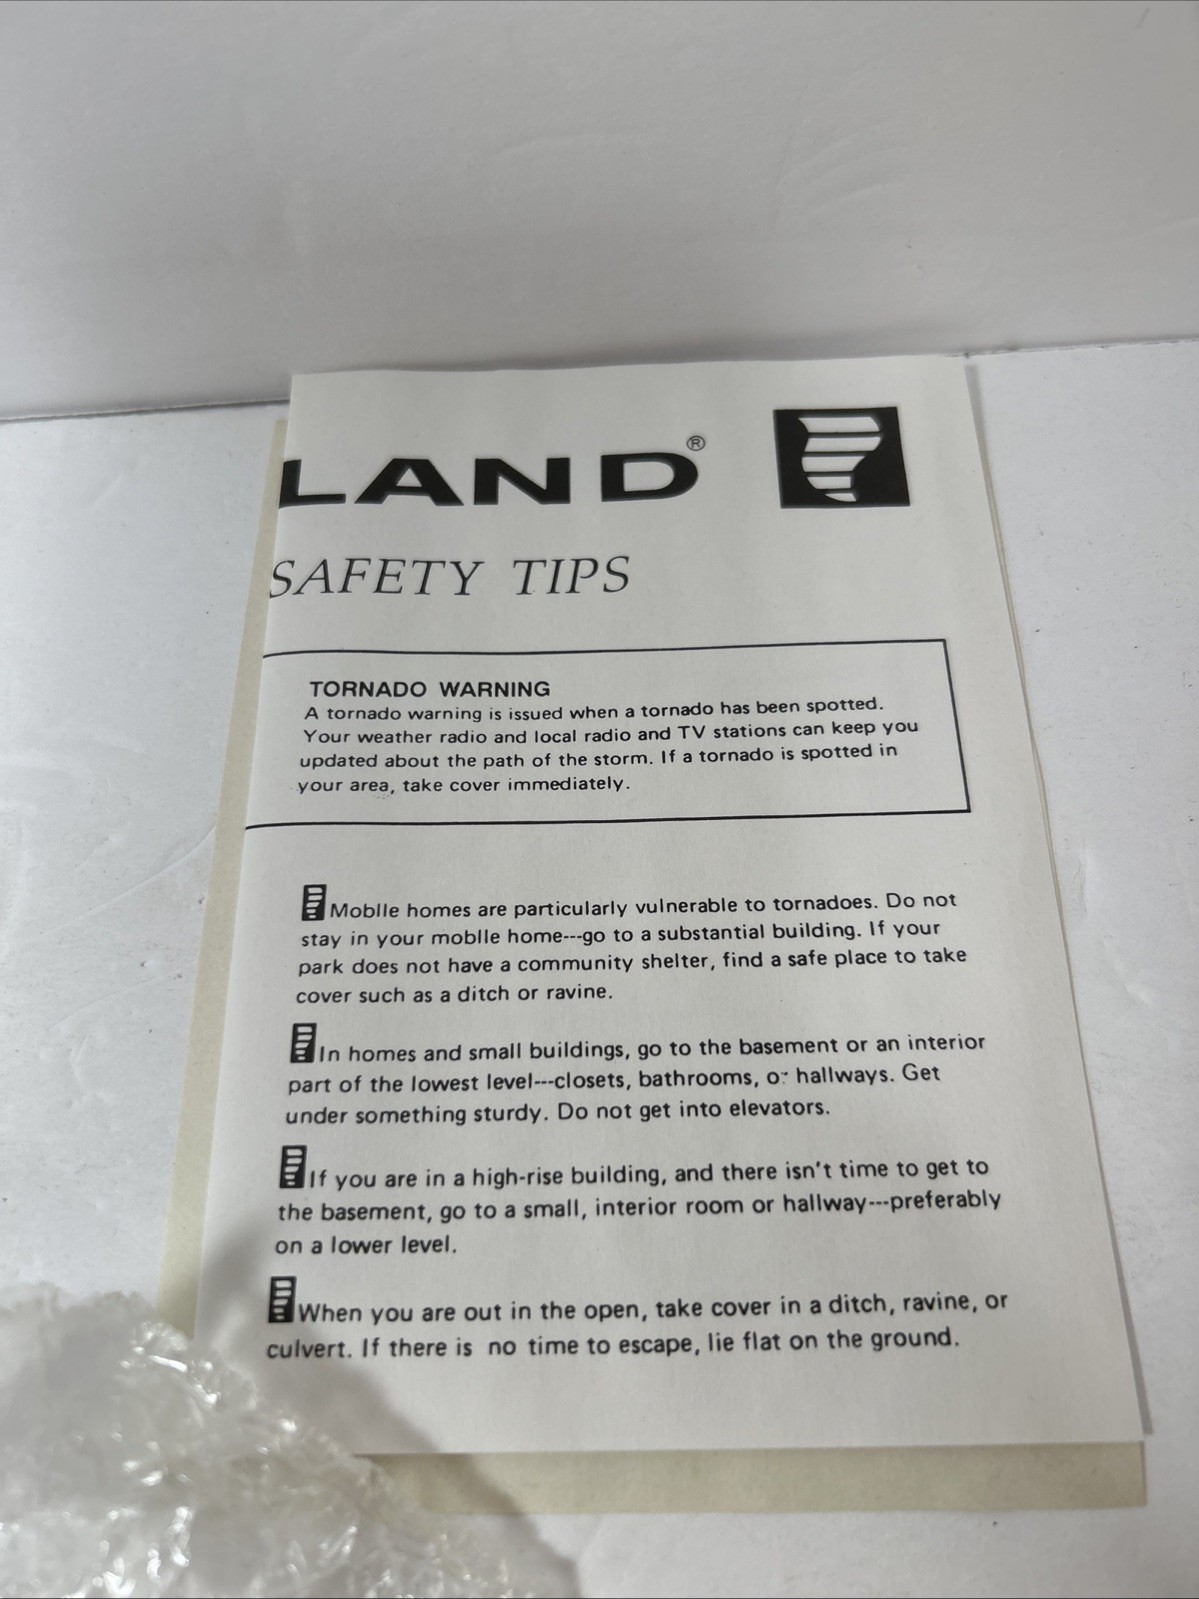 LAND®
SAFETY TIPS
TORNADO WARNING
A tornado warning is issued when a tornado has been spotted.
Your weather radio and local radio and TV stations can keep you
updated about the path of the storm. If a tornado is spotted in
your area, take cover immediately.
Mobile homes are particularly vulnerable to tornadoes. Do not
stay in your mobile home---go to a substantial building. If your
park does not have a community shelter, find a safe place to take
cover such as a ditch or ravine.
In homes and small buildings, go to the basement or an interior
part of the lowest level---closets, bathrooms, or hallways. Get
under something sturdy. Do not get into elevators.
If you are in a high-rise building, and there isn't time to get to
the basement, go to a small, interior room or hallway---preferably
on a lower level.
When you are out in the open, take cover in a ditch, ravine, or
culvert. If there is no time to escape, lie flat on the ground.